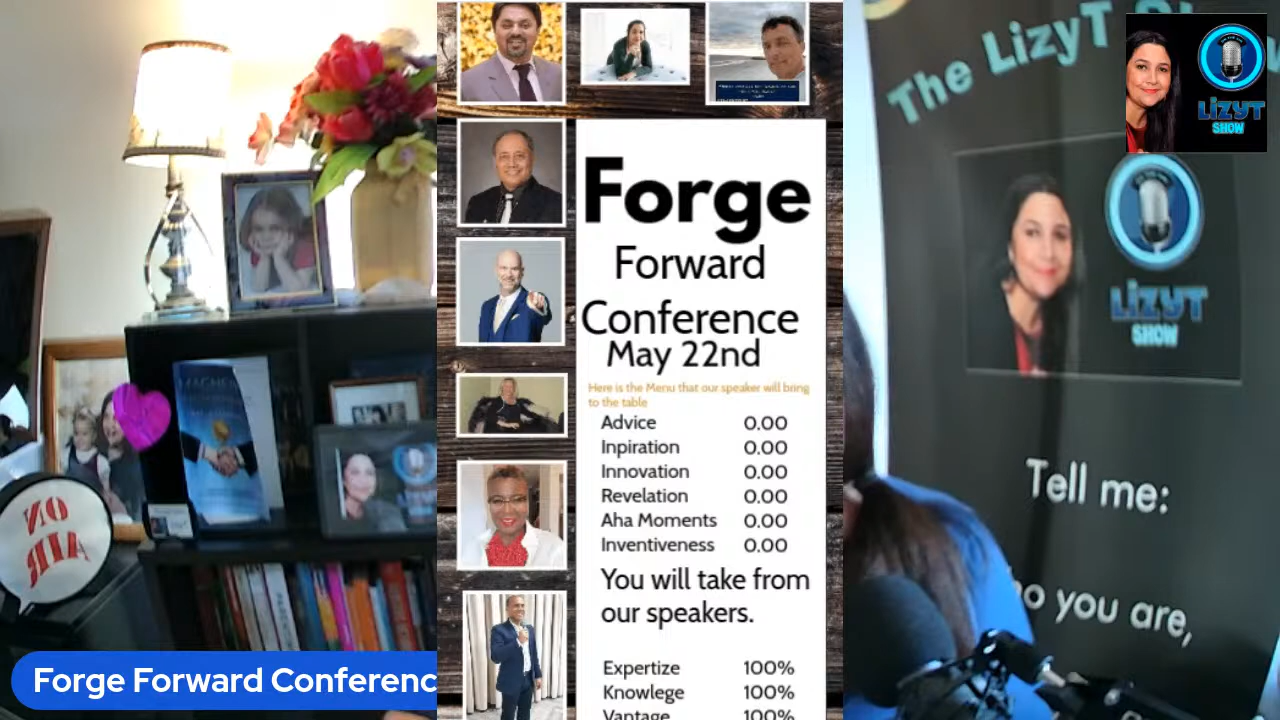 The LizyT
LIZYT
SHOW
LIZYT
SHOW
Tell me:
you are,
ON
AIR
Forge
Forward
Conference
May 22nd
Here is the Menu that our speaker will bring
to the table
Advice 0.00
Inpiration 0.00
Innovation 0.00
Revelation 0.00
Aha Moments 0.00
Inventiveness 0.00
You will take from
our speakers.
Expertize 100%
Knowlege 100%
Vantage 100%
Forge Forward Conferenc